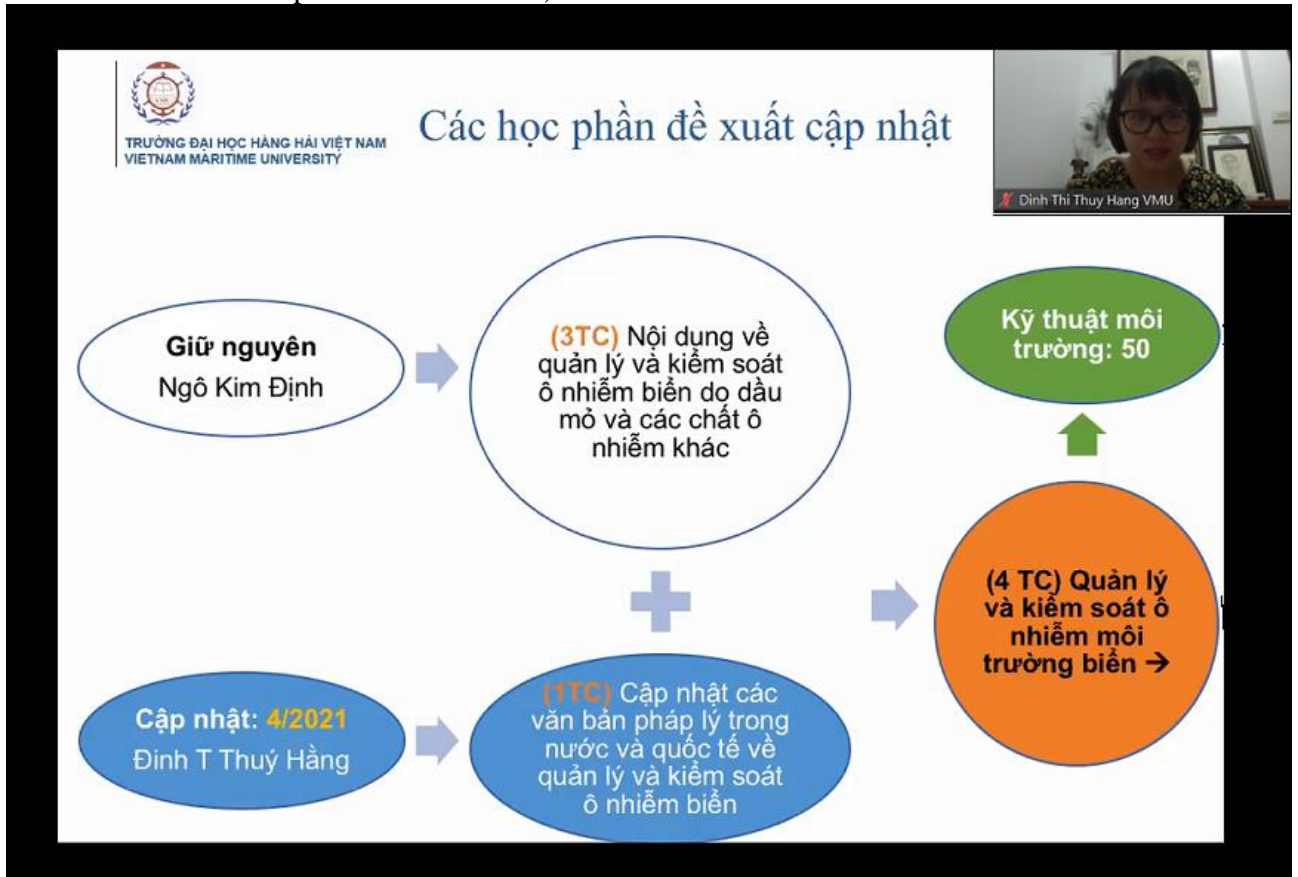 TRƯỜNG ĐẠI HỌC HÀNG HẢI VIỆT NAM
VIETNAM MARITIME UNIVERSITY
Các học phần đề xuất cập nhật
Dinh Thi Thuy Hang VMU
Giữ nguyên
Ngô Kim Định
(3TC) Nội dung về
quản lý và kiểm soát
ô nhiễm biển do dầu
mỏ và các chất ô
nhiễm khác
Kỹ thuật môi
trường: 50
Cập nhật: 4/2021
Đinh T Thuý Hằng
(1TC) Cập nhật các
văn bản pháp lý trong
nước và quốc tế về
quản lý và kiểm soát
ô nhiễm biển
(4 TC) Quản lý
và kiểm soát ô
nhiễm môi
trường biển →